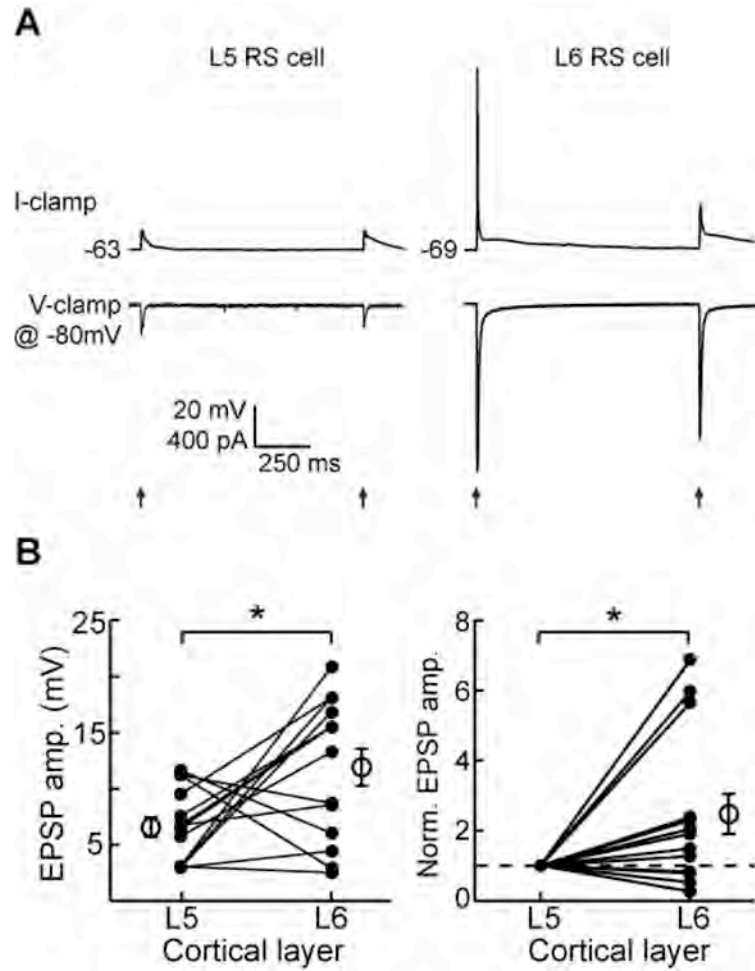 A
L5 RS cell
L6 RS cell
I-clamp
-63
-69
V-clamp
@ -80mV
20 mV
400 pA
250 ms
B
*
25
15
5
EPSP amp. (mV)
L5
L6
Cortical layer
*
8
6
4
2
0
Norm. EPSP amp.
L5
L6
Cortical layer